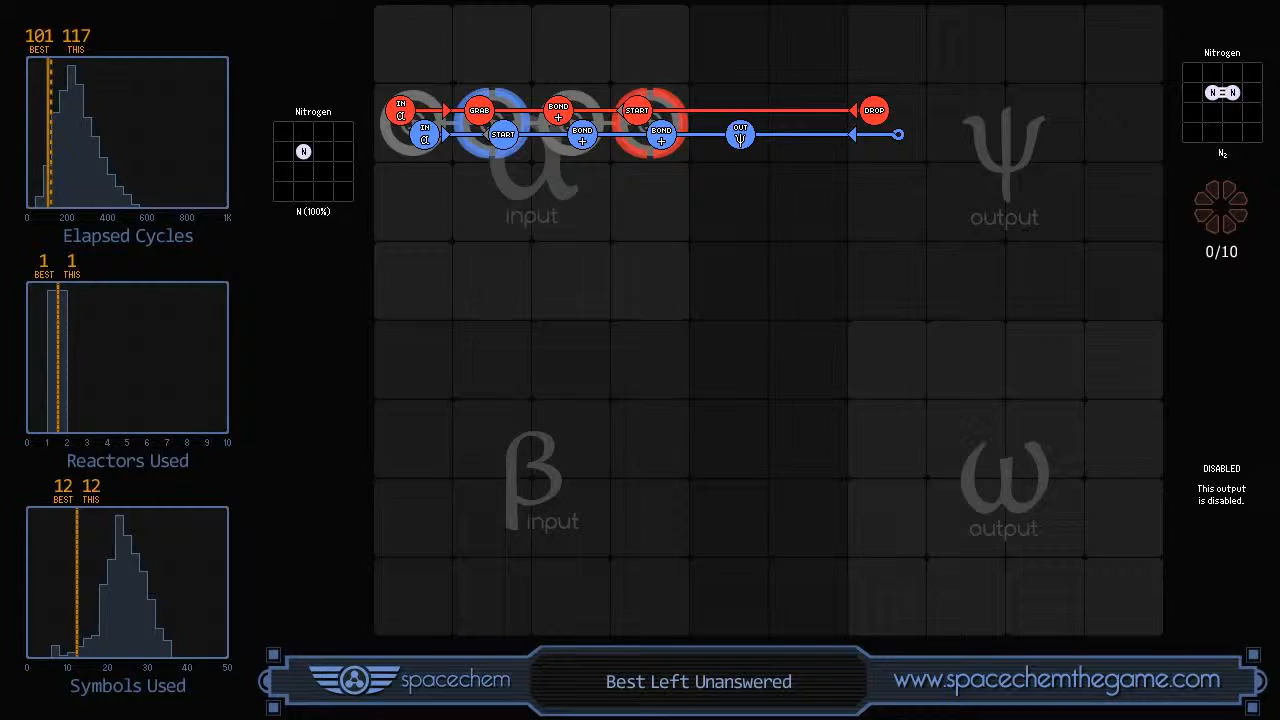 101 117
BEST THIS
0 200 400 600 800 1K
Elapsed Cycles
1 1
BEST THIS
0 1 2 3 4 5 6 7 8 9 10
Reactors Used
12 12
BEST THIS
0 10 20 30 40 50
Symbols Used
Nitrogen
N
N (100%)
IN α
GRAB
BOND +
START
DROP
IN α
START
BOND +
BOND +
OUT ψ
α
input
ψ
output
β
input
ω
output
Nitrogen
N = N
N₂
0/10
DISABLED
This output
is disabled.
spacechem
Best Left Unanswered
www.spacechemthegame.com